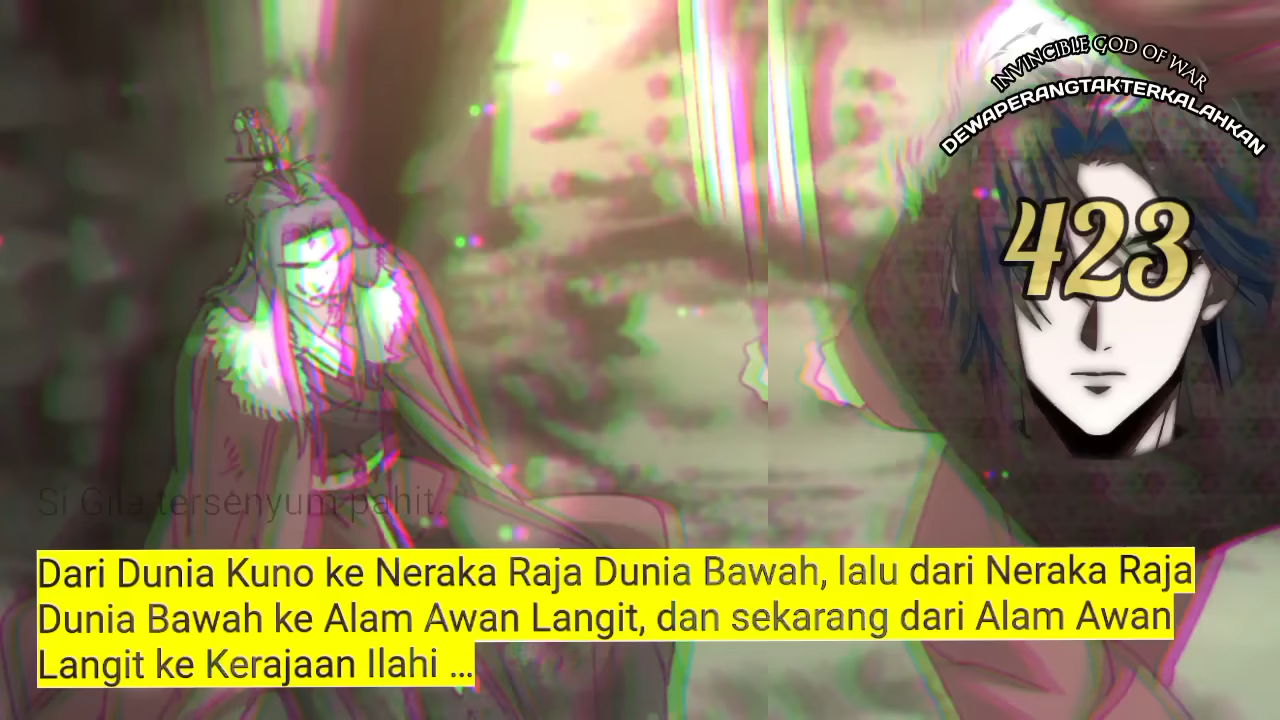 INVINCIBLE GOD OF WAR
DEWAPERANGTAKTERKALAHKAN
423
Si Gila tersenyum pahit.
Dari Dunia Kuno ke Neraka Raja Dunia Bawah, lalu dari Neraka Raja
Dunia Bawah ke Alam Awan Langit, dan sekarang dari Alam Awan
Langit ke Kerajaan Ilahi ...